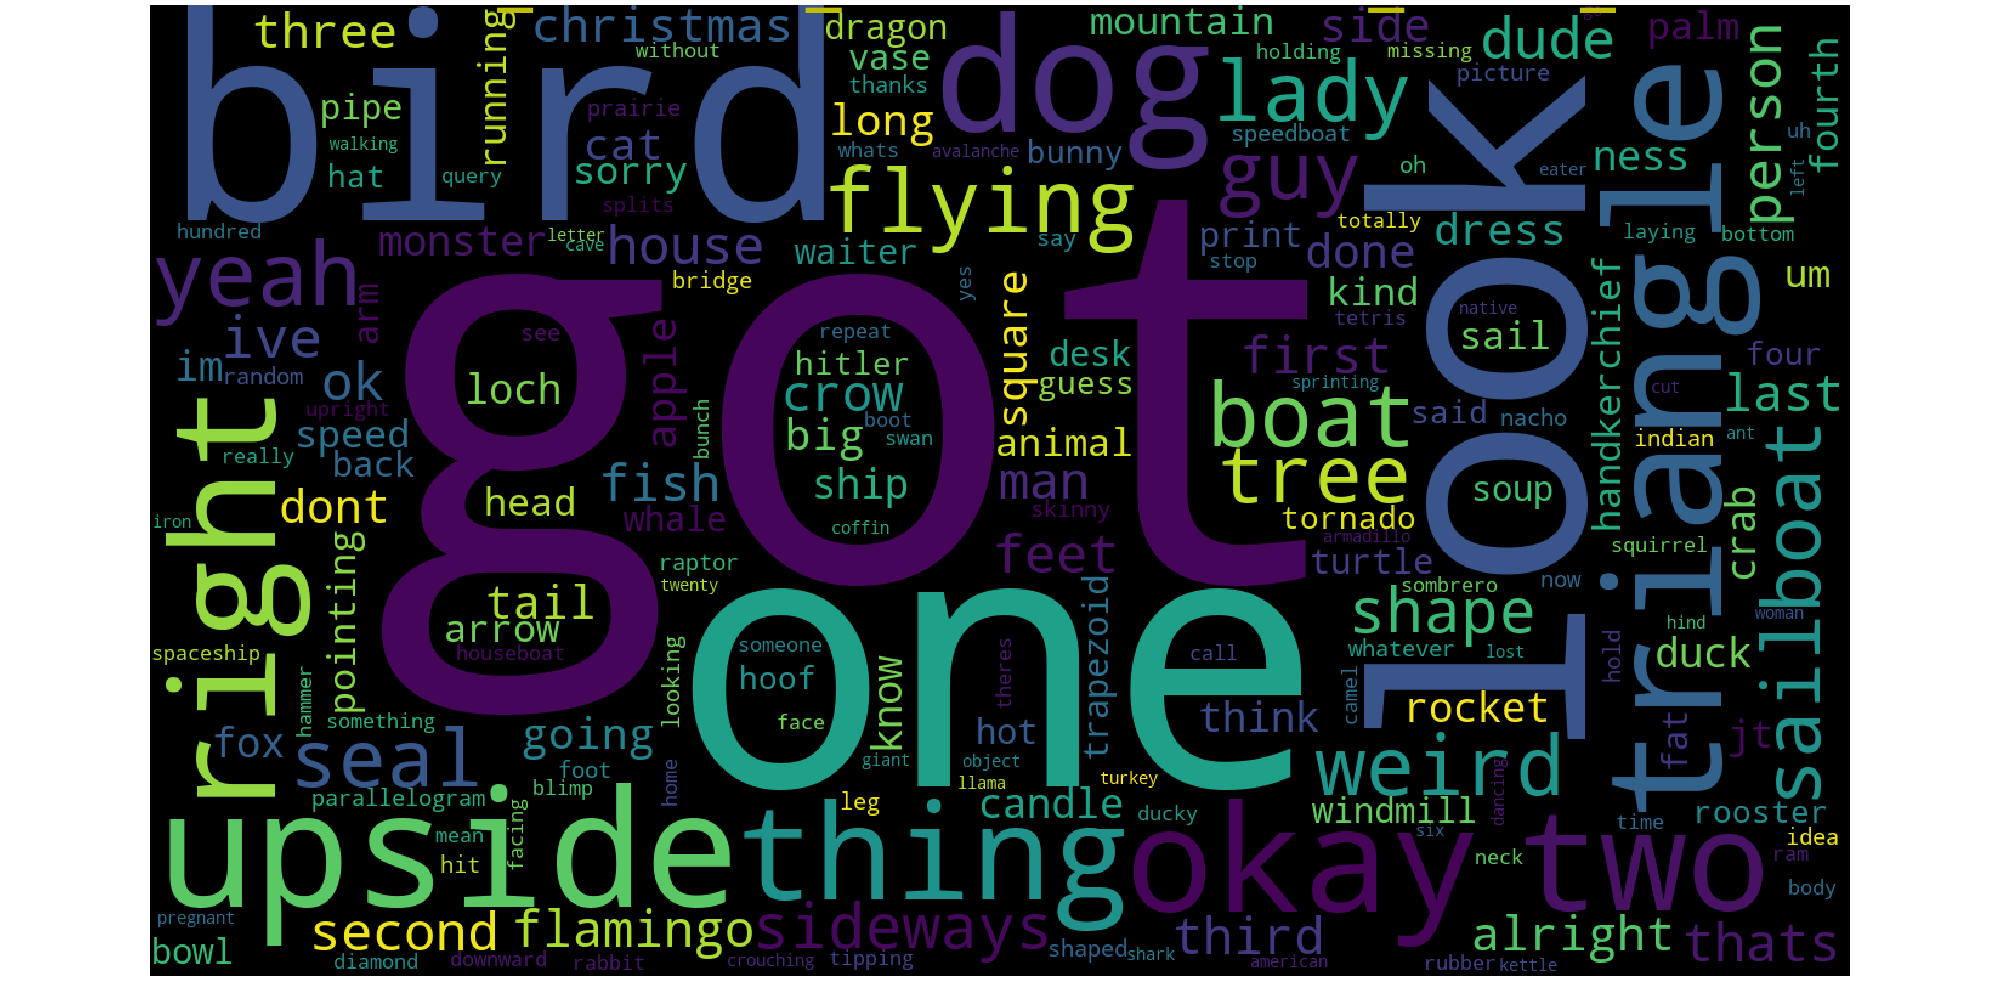 three
christmas
dragon
mountain
side
dude
palm
without
running
bird
dog
vase
thanks
holding
missing
lady
picture
look
triangle
person
fourth
pipe
walking
hat
query
prairie
cat
sorry
splits
long
whats
avalanche
bunny
speedboat
guy
oh
eater
ness
uh
left
flying
hundred
monster
letter
cave
house
waiter
say
print
stop
totally
done
dress
laying
bottom
yeah
arm
bridge
yes
square
kind
tetris
native
handkerchief
um
ive
im
random
ok
see
got
apple
repeat
hitler
crow
desk
guess
first
sprinting
sail
four
loch
upright
speed
back
really
right
bunch
big
boot
swan
animal
boat
said
nacho
cut
last
indian
ant
dont
head
fish
whale
ship
man
skinny
tree
soup
tornado
armadillo
crab
sailboat
iron
pointing
coffin
feet
turtle
squirrel
raptor
twenty
trapezoid
sombrero
now
tail
arrow
houseboat
one
shape
woman
hind
spaceship
hammer
something
looking
someone
hoof
face
know
theres
call
whatever
lost
hold
duck
camel
rocket
fox
seal
going
foot
blimp
home
giant
hot
object
think
weird
fat
jt
parallelogram
mean
hit
facing
upside
thing
leg
llama
candle
turkey
ducky
windmill
dancing
six
time
rooster
idea
okay
two
neck
ram
body
pregnant
bowl
second
diamond
flamingo
downward
rabbit
sideways
crouching
tipping
shaped
shark
third
american
alright
rubber
kettle
thats